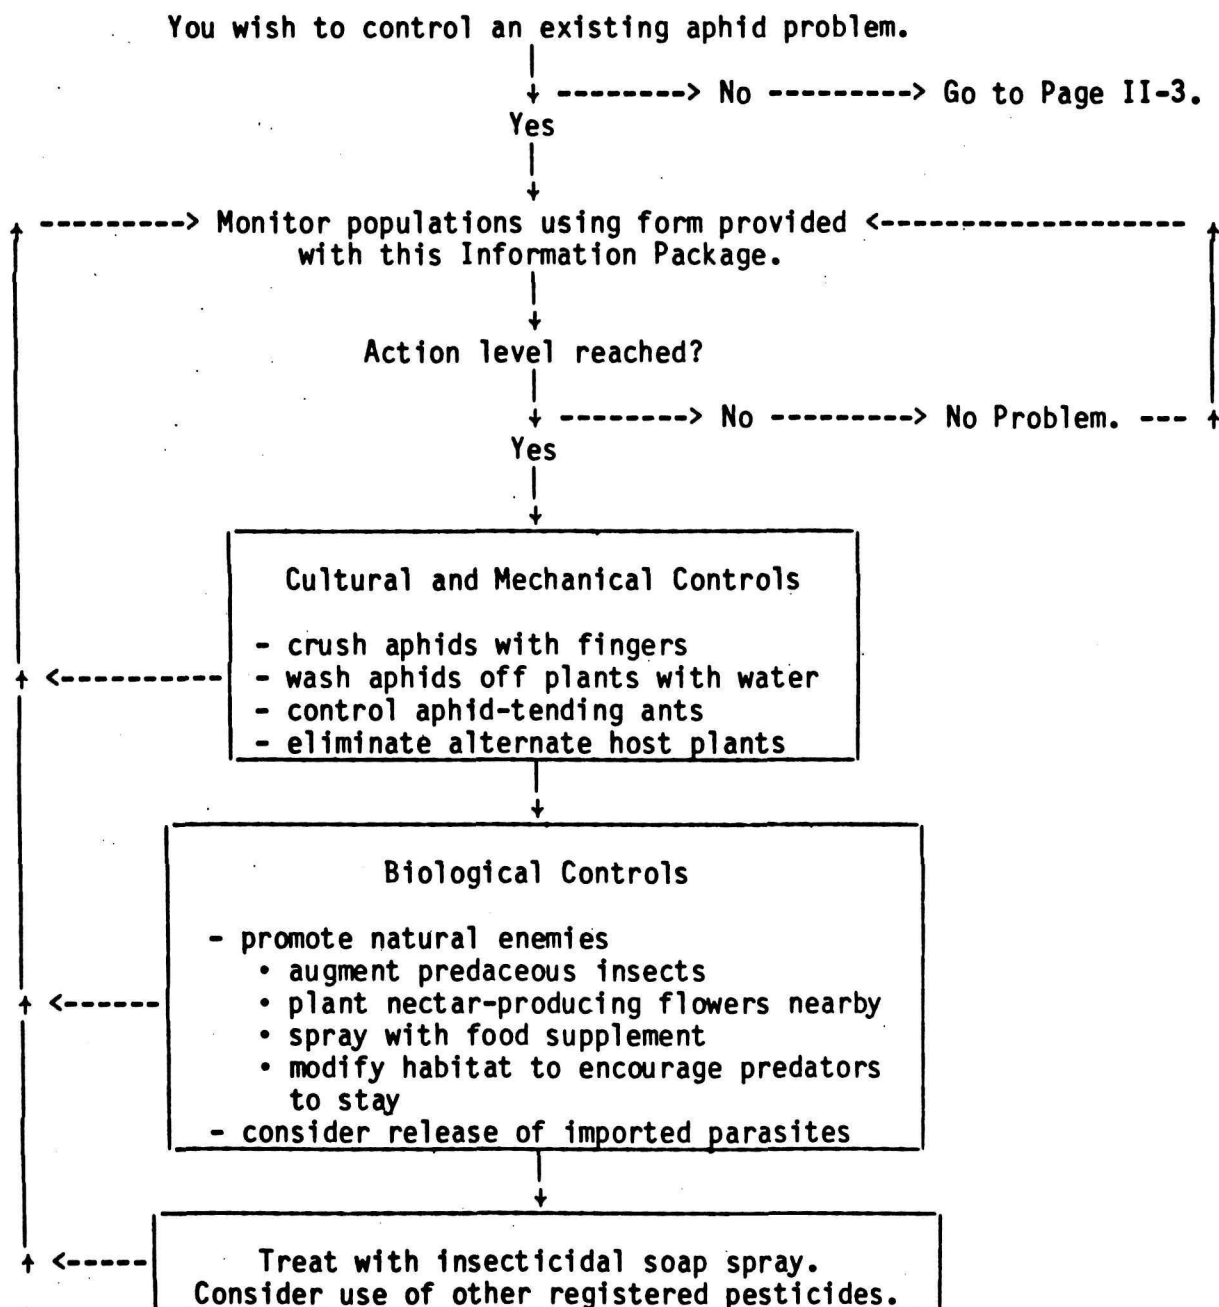 You wish to control an existing aphid problem.
--------> No ---------> Go to Page II-3.
Yes
---------> Monitor populations using form provided <-----------------
with this Information Package.
Action level reached?
--------> No ---------> No Problem. ---
Yes
Cultural and Mechanical Controls
- crush aphids with fingers
<---------- - wash aphids off plants with water
- control aphid-tending ants
- eliminate alternate host plants
Biological Controls
- promote natural enemies
• augment predaceous insects
<------ • plant nectar-producing flowers nearby
• spray with food supplement
• modify habitat to encourage predators
to stay
- consider release of imported parasites
<----- Treat with insecticidal soap spray.
Consider use of other registered pesticides.